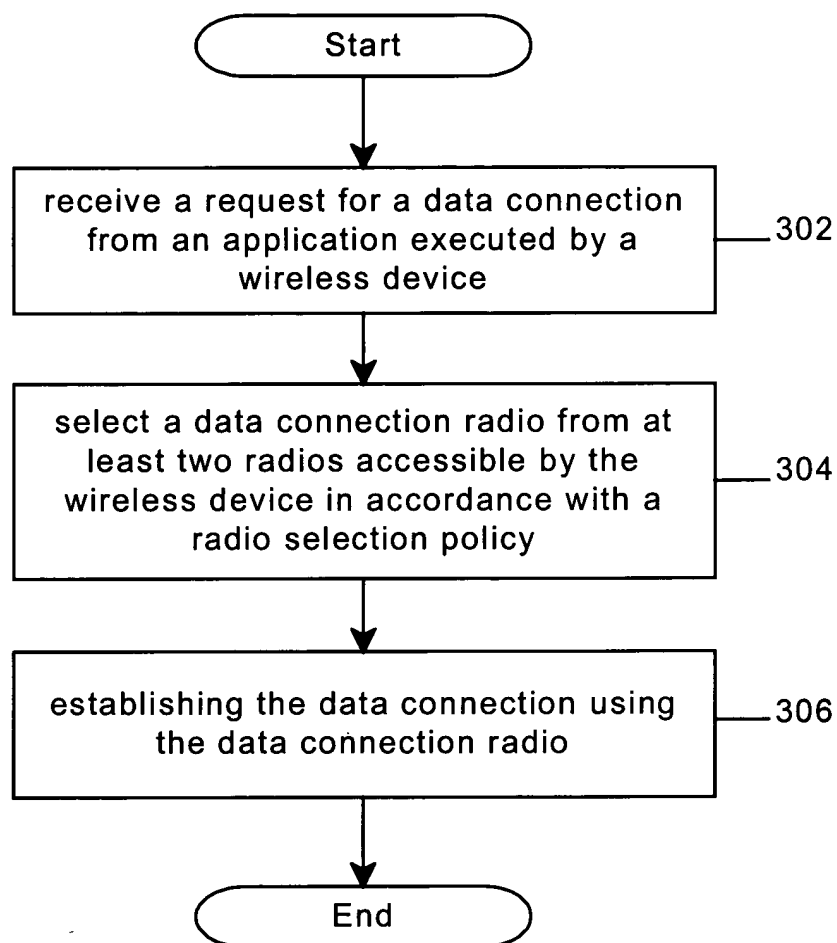 Start
receive a request for a data connection
from an application executed by a
wireless device
302
select a data connection radio from at
least two radios accessible by the
wireless device in accordance with a
radio selection policy
304
establishing the data connection using
the data connection radio
306
End